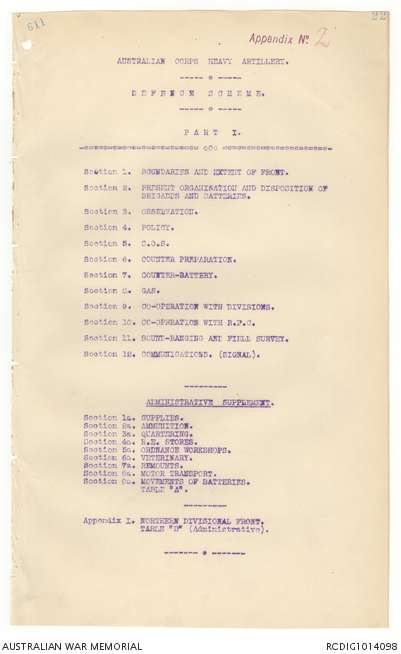 611
22
Appendix No 2
AUSTRALIAN CORPS HEAVY ARTILLERY.
----- o -----
D E F E N C E S C H E M E.
----- o -----
P A R T I.
oOo
Section 1. BOUNDARIES AND EXTENT OF FRONT.
Section 2. PRESENT ORGANISATION AND DISPOSITION OF
BRIGADES AND BATTERIES.
Section 3. OBSERVATION.
Section 4. POLICY.
Section 5. S.O.S.
Section 6. COUNTER PREPARATION.
Section 7. COUNTER-BATTERY.
Section 8. GAS.
Section 9. CO-OPERATION WITH DIVISIONS.
Section 10. CO-OPERATION WITH R.F.C.
Section 11. SOUND-RANGING AND FIELD SURVEY.
Section 12. COMMUNICATIONS. (SIGNAL).
---------
ADMINISTRATIVE SUPPLEMENT.
Section 1a. SUPPLIES.
Section 2a. AMMUNITION.
Section 3a. QUARTERING.
Section 4a. R.E. STORES.
Section 5a. ORDNANCE WORKSHOPS.
Section 6a. VETERINARY.
Section 7a. REMOUNTS.
Section 8a. MOTOR TRANSPORT.
Section 9a. MOVEMENTS OF BATTERIES.
TABLE "A".
---------
Appendix I. NORTHERN DIVISIONAL FRONT.
TABLE "B" (Administrative).
------- o -------
AUSTRALIAN WAR MEMORIAL
RCDIG1014098